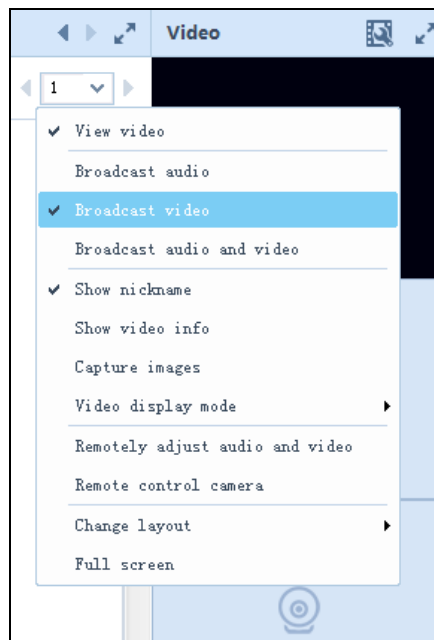 Video
1
View video
Broadcast audio
Broadcast video
Broadcast audio and video
Show nickname
Show video info
Capture images
Video display mode
Remotely adjust audio and video
Remote control camera
Change layout
Full screen